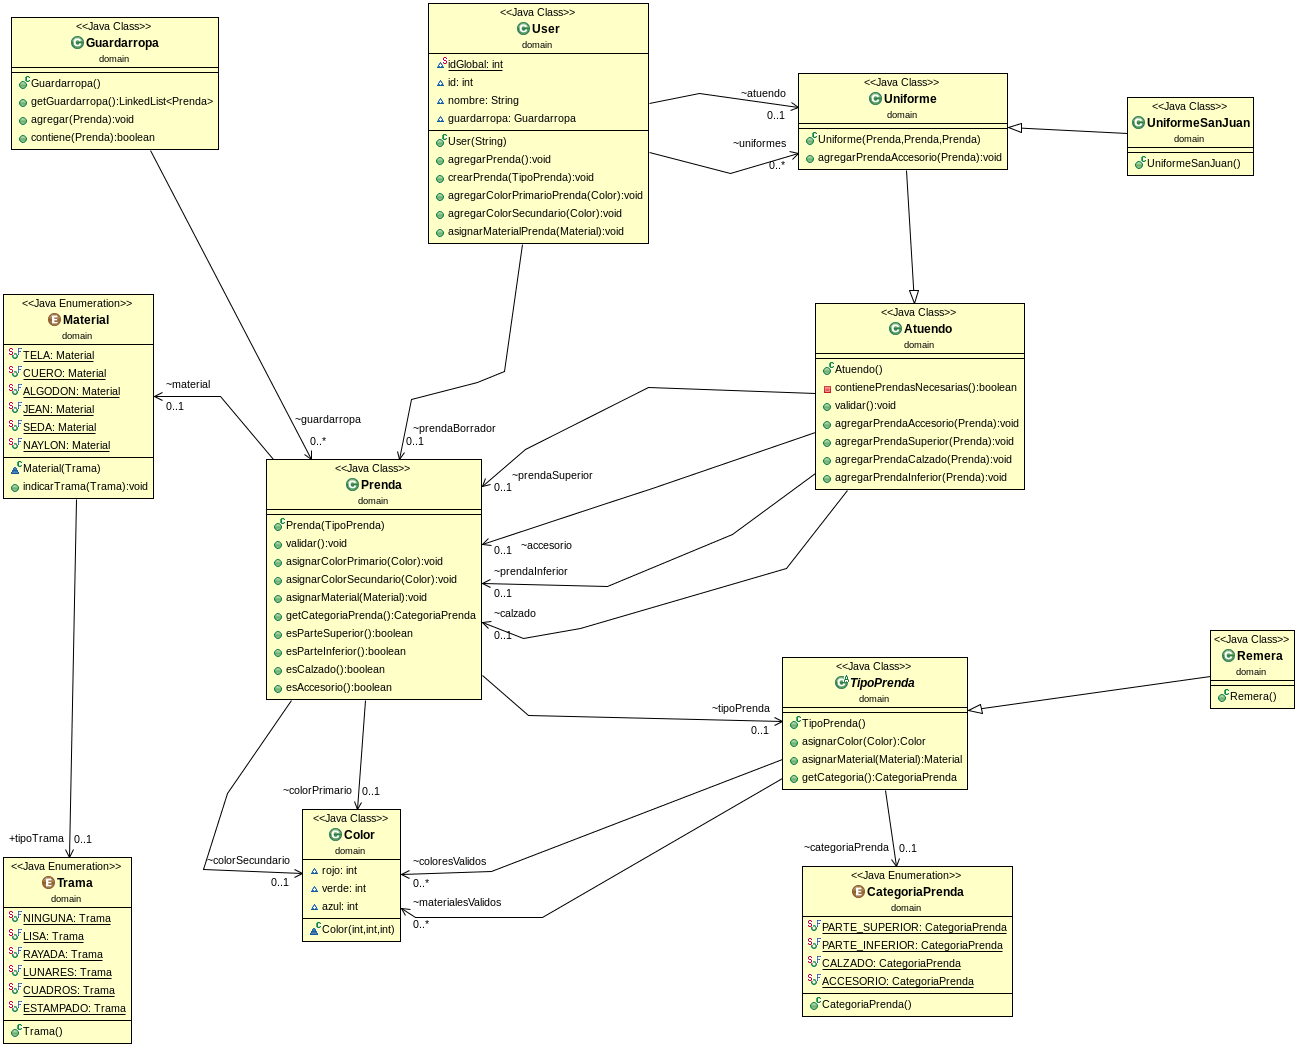 <<Java Class>>
Guardarropa
domain
Guardarropa()
getGuardarropa():LinkedList<Prenda>
agregar(Prenda):void
contiene(Prenda):boolean
<<Java Class>>
User
domain
idGlobal: int
id: int
nombre: String
guardarropa: Guardarropa
User(String)
agregarPrenda():void
crearPrenda(TipoPrenda):void
agregarColorPrimarioPrenda(Color):void
agregarColorSecundario(Color):void
asignarMaterialPrenda(Material):void
~atuendo
0..1
~uniformes
0..*
<<Java Class>>
Uniforme
domain
Uniforme(Prenda,Prenda,Prenda)
agregarPrendaAccesorio(Prenda):void
<<Java Class>>
UniformeSanJuan
domain
UniformeSanJuan()
<<Java Enumeration>>
Material
domain
TELA: Material
CUERO: Material
ALGODON: Material
JEAN: Material
SEDA: Material
NAYLON: Material
Material(Trama)
indicarTrama(Trama):void
~material
0..1
~guardarropa
0..*
~prendaBorrador
0..1
<<Java Class>>
Atuendo
domain
Atuendo()
contienePrendasNecesarias():boolean
validar():void
agregarPrendaAccesorio(Prenda):void
agregarPrendaSuperior(Prenda):void
agregarPrendaCalzado(Prenda):void
agregarPrendaInferior(Prenda):void
~prendaSuperior
0..1
0..1
~accesorio
~prendaInferior
0..1
~calzado
0..1
<<Java Class>>
Prenda
domain
Prenda(TipoPrenda)
validar():void
asignarColorPrimario(Color):void
asignarColorSecundario(Color):void
asignarMaterial(Material):void
getCategoriaPrenda():CategoriaPrenda
esParteSuperior():boolean
esParteInferior():boolean
esCalzado():boolean
esAccesorio():boolean
~tipoPrenda
0..1
<<Java Class>>
TipoPrenda
domain
TipoPrenda()
asignarColor(Color):Color
asignarMaterial(Material):Material
getCategoria():CategoriaPrenda
<<Java Class>>
Remera
domain
Remera()
~colorPrimario
0..1
~colorSecundario
0..1
<<Java Class>>
Color
domain
rojo: int
verde: int
azul: int
Color(int,int,int)
~coloresValidos
0..*
~materialesValidos
0..*
~categoriaPrenda
0..1
<<Java Enumeration>>
CategoriaPrenda
domain
PARTE_SUPERIOR: CategoriaPrenda
PARTE_INFERIOR: CategoriaPrenda
CALZADO: CategoriaPrenda
ACCESORIO: CategoriaPrenda
CategoriaPrenda()
+tipoTrama
0..1
<<Java Enumeration>>
Trama
domain
NINGUNA: Trama
LISA: Trama
RAYADA: Trama
LUNARES: Trama
CUADROS: Trama
ESTAMPADO: Trama
Trama()